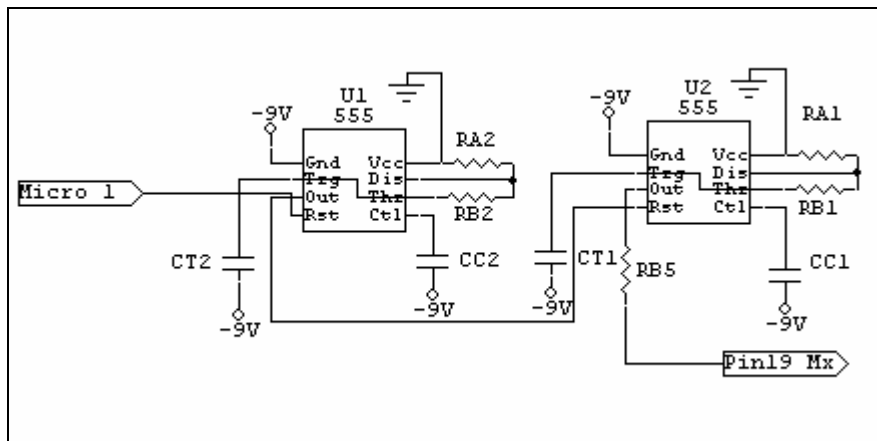 U1
555
-9V
Gnd
Trg
Out
Rst
Vcc
Dis
Thr
Ctl
RA2
RB2
Micro 1
CT2
-9V
CC2
-9V
U2
555
-9V
Gnd
Trg
Out
Rst
Vcc
Dis
Thr
Ctl
RA1
RB1
CT1
-9V
RB5
CC1
-9V
Pin19 Mx